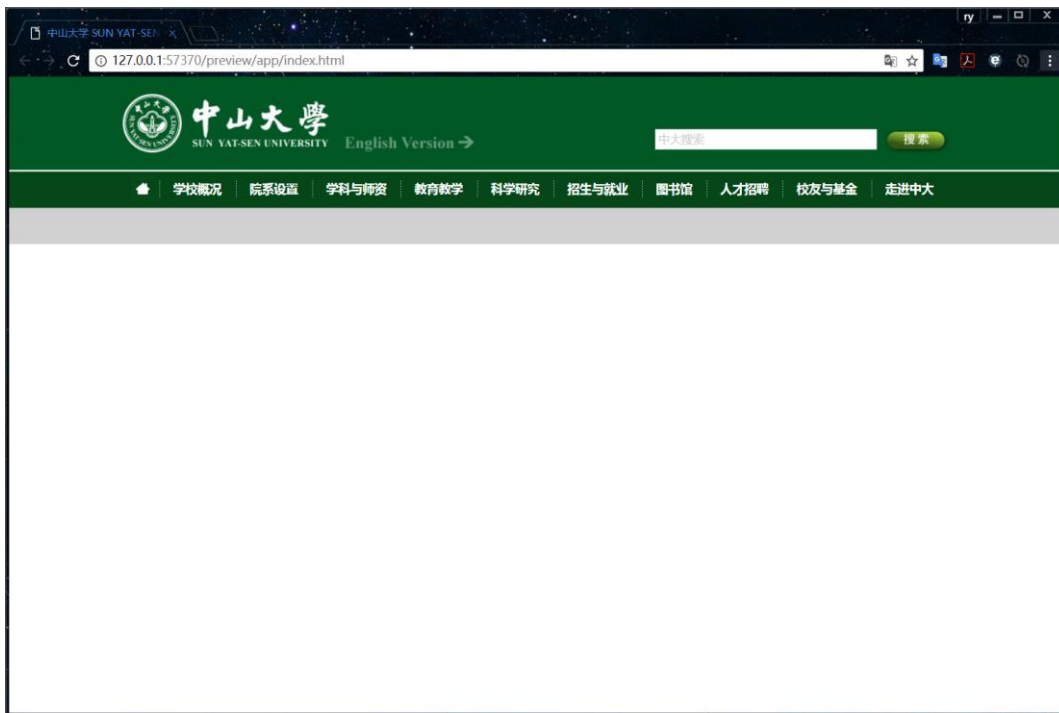 ry
中山大学 SUN YAT-SEN
127.0.0.1:57370/preview/app/index.html
中山大學
SUN YAT-SEN UNIVERSITY
English Version →
中大搜索
搜索
学校概况 院系设置 学科与师资 教育教学 科学研究 招生与就业 图书馆 人才招聘 校友与基金 走进中大